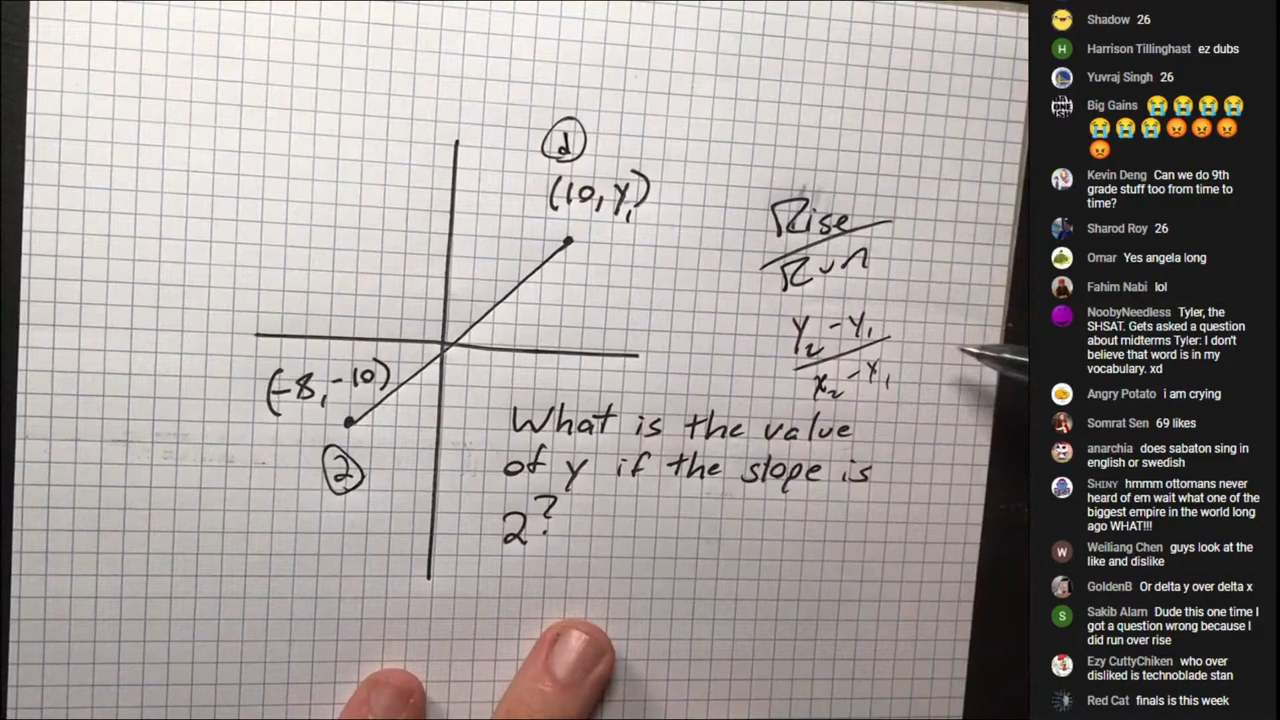 ①
(10, y₁)
Rise
Run
y₂ - y₁
x₂ - x₁
(-8, -10)
②
What is the value
of y if the slope is
2?
Shadow 26
Harrison Tillinghast ez dubs
Yuvraj Singh 26
Big Gains 😭😭😭😭
😭😭😭😡😡😡
😡
Kevin Deng Can we do 9th
grade stuff too from time to
time?
Sharod Roy 26
Omar Yes angela long
Fahim Nabi lol
NoobyNeedless Tyler, the
SHSAT. Gets asked a question
about midterms Tyler: I don't
believe that word is in my
vocabulary. xd
Angry Potato i am crying
Somrat Sen 69 likes
anarchia does sabaton sing in
english or swedish
Shiny hmmm ottomans never
heard of em wait what one of the
biggest empire in the world long
ago WHAT!!!
Weiliang Chen guys look at the
like and dislike
GoldenB Or delta y over delta x
Sakib Alam Dude this one time I
got a question wrong because I
did run over rise
Ezy CuttyChiken who over
disliked is technoblade stan
Red Cat finals is this week